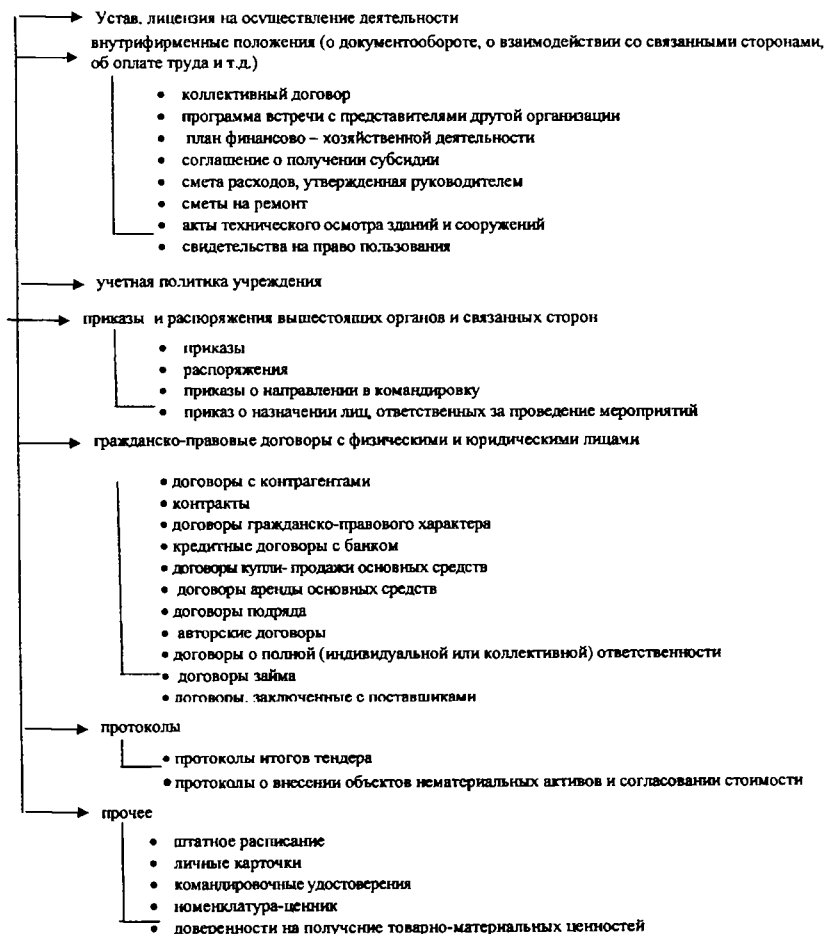 Устав, лицензия на осуществление деятельности
внутрифирменные положения (о документообороте, о взаимодействии со связанными сторонами,
об оплате труда и т.д.)
• коллективный договор
• программа встречи с представителями другой организации
• план финансово – хозяйственной деятельности
• соглашение о получении субсидии
• смета расходов, утвержденная руководителем
• сметы на ремонт
• акты технического осмотра зданий и сооружений
• свидетельства на право пользования
учетная политика учреждения
приказы и распоряжения вышестоящих органов и связанных сторон
• приказы
• распоряжения
• приказы о направлении в командировку
• приказ о назначении лиц, ответственных за проведение мероприятий
гражданско-правовые договоры с физическими и юридическими лицами
• договоры с контрагентами
• контракты
• договоры гражданско-правового характера
• кредитные договоры с банком
• договоры купли- продажи основных средств
• договоры аренды основных средств
• договоры подряда
• авторские договоры
• договоры о полной (индивидуальной или коллективной) ответственности
• договоры займа
• договоры, заключенные с поставщиками
протоколы
• протоколы итогов тендера
• протоколы о внесении объектов нематериальных активов и согласовании стоимости
прочее
• штатное расписание
• личные карточки
• командировочные удостоверения
• номенклатура-ценник
• доверенности на получение товарно-материальных ценностей